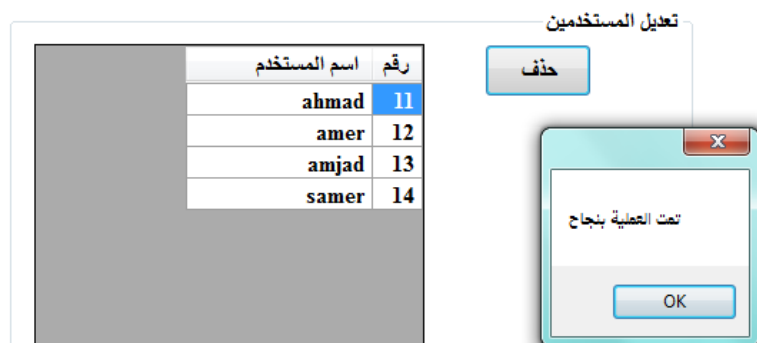 تعديل المستخدمين
حذف
رقم اسم المستخدم
11 ahmad
12 amer
13 amjad
14 samer
تمت العملية بنجاح
OK